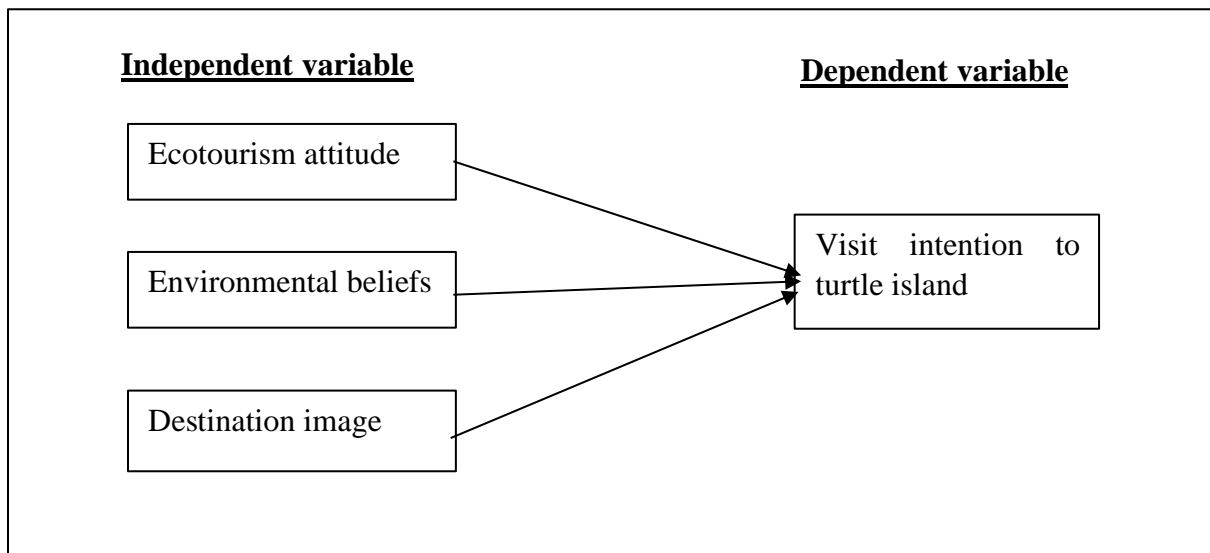 Independent variable
Dependent variable
Ecotourism attitude
Environmental beliefs
Destination image
Visit intention to
turtle island